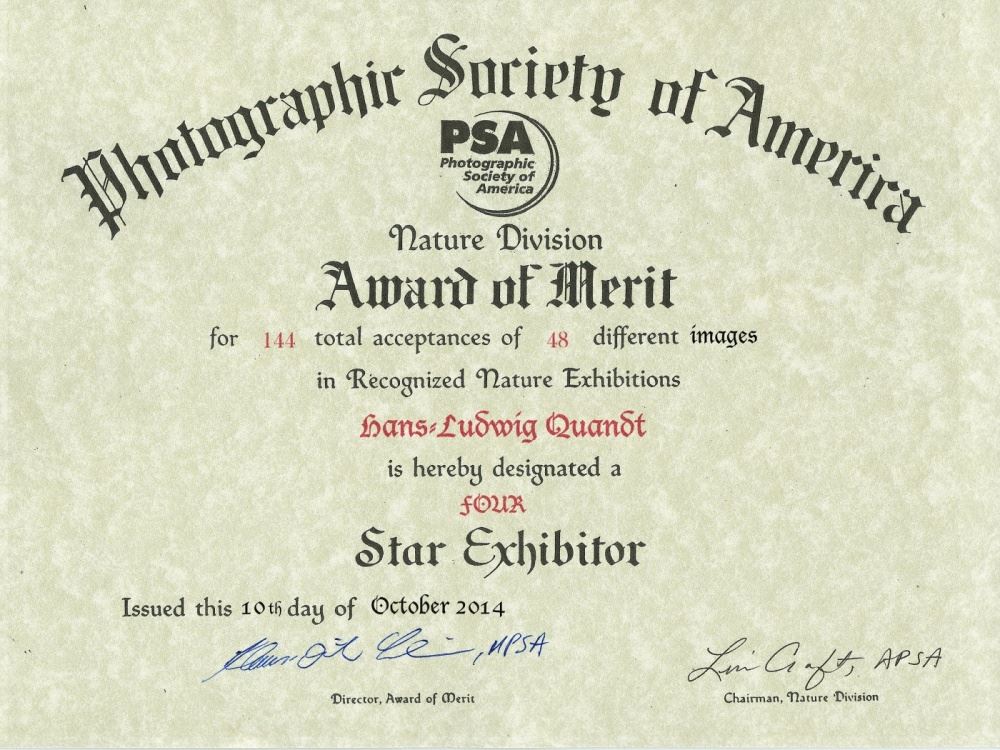 Photographic Society of America
PSA
Photographic
Society of
America
Nature Division
Award of Merit
for 144 total acceptances of 48 different images
in Recognized Nature Exhibitions
Hans-Ludwig Quandt
is hereby designated a
FOUR
Star Exhibitor
Issued this 10th day of October 2014
, MPSA
APSA
Director, Award of Merit
Chairman, Nature Division